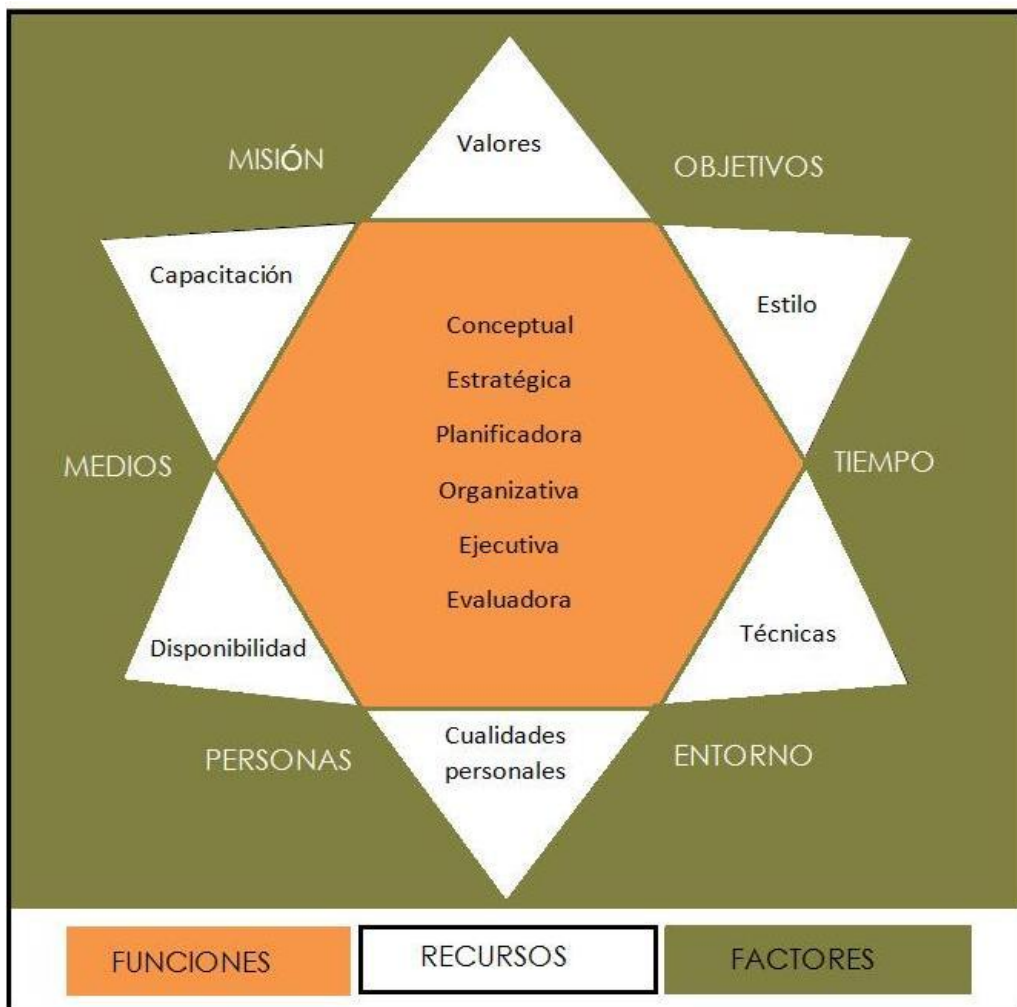 Valores
MISIÓN
OBJETIVOS
Capacitación
Estilo
Conceptual
Estratégica
Planificadora
Organizativa
Ejecutiva
Evaluadora
MEDIOS
TIEMPO
Disponibilidad
Técnicas
PERSONAS
Cualidades
personales
ENTORNO
FUNCIONES
RECURSOS
FACTORES